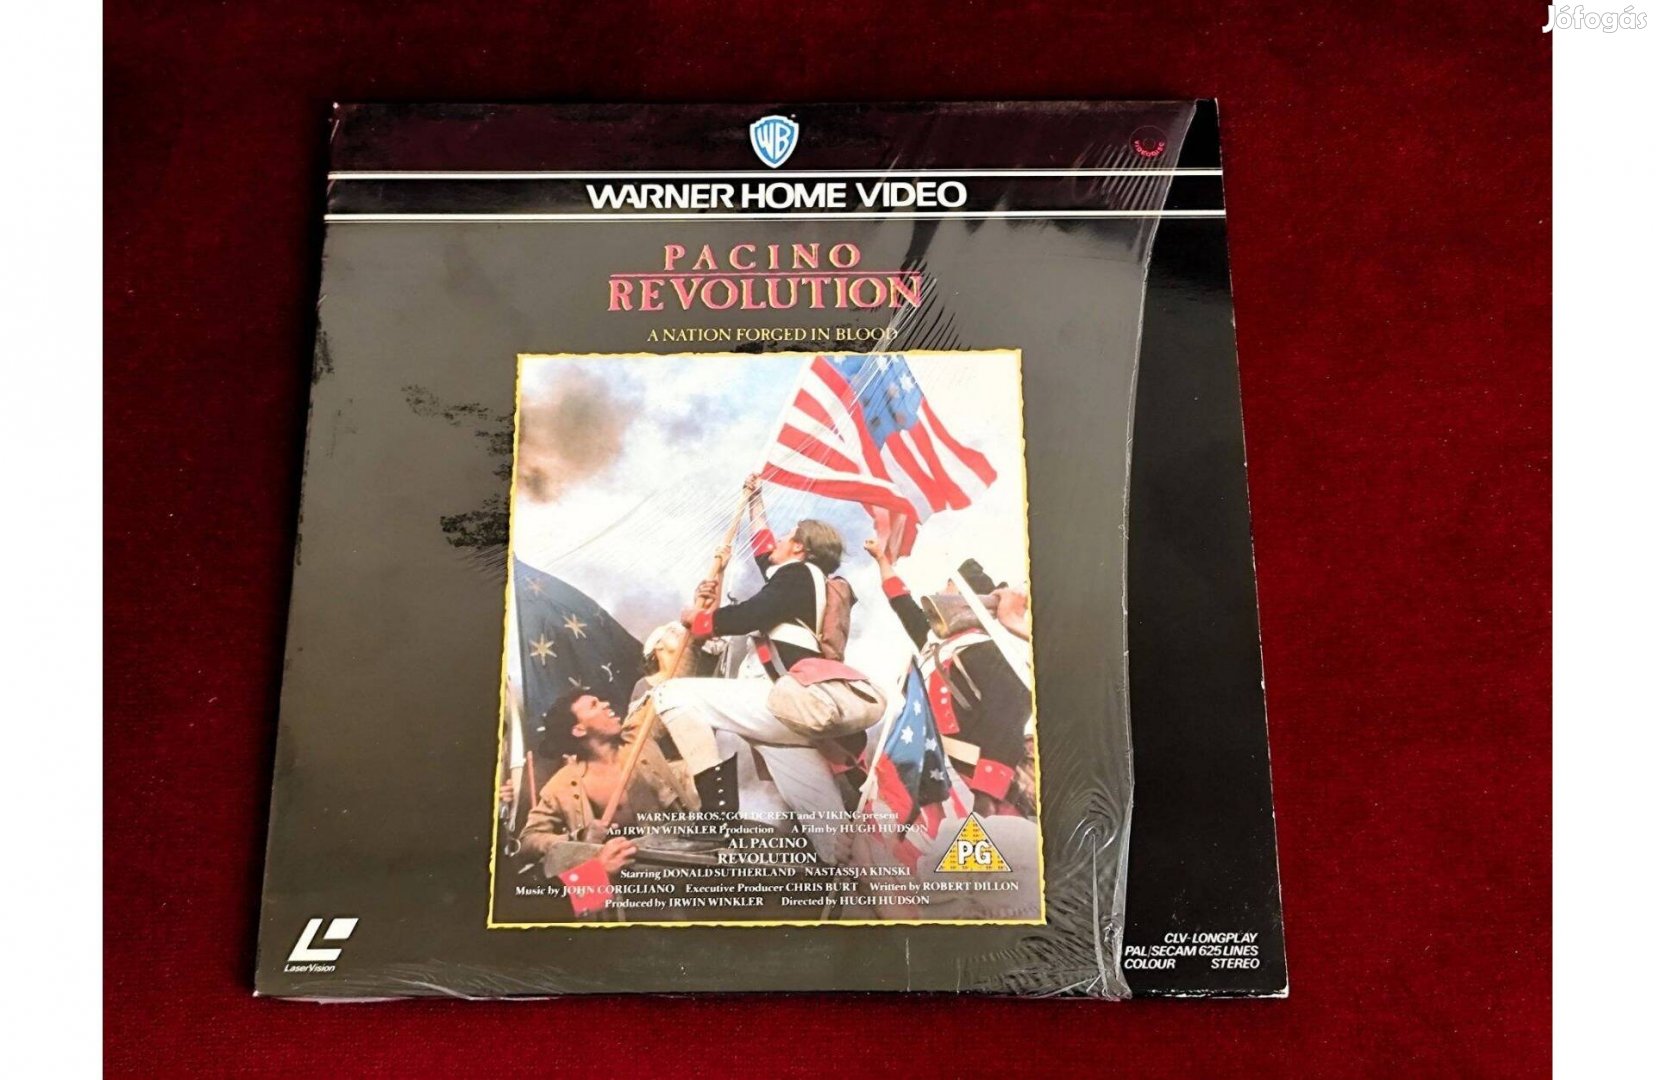 Jófogás
WB
VIDEODISC
WARNER HOME VIDEO
PACINO
REVOLUTION
A NATION FORGED IN BLOOD
WARNER BROS., GOLDCREST and VIKING present
An IRWIN WINKLER Production A Film by HUGH HUDSON
AL PACINO
REVOLUTION
Starring DONALD SUTHERLAND NASTASSJA KINSKI
Music by JOHN CORIGLIANO Executive Producer CHRIS BURT Written by ROBERT DILLON
Produced by IRWIN WINKLER Directed by HUGH HUDSON
PG
LaserVision
CLV-LONGPLAY
PAL/SECAM 625 LINES
COLOUR STEREO